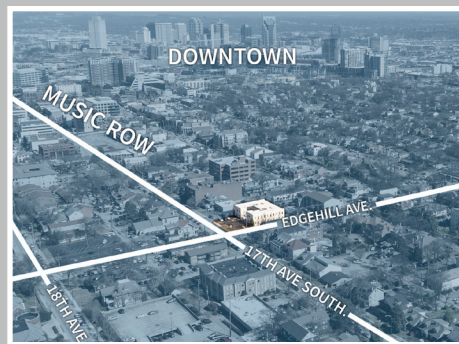 DOWNTOWN
MUSIC ROW
EDGEHILL AVE.
17TH AVE SOUTH.
18TH AVE